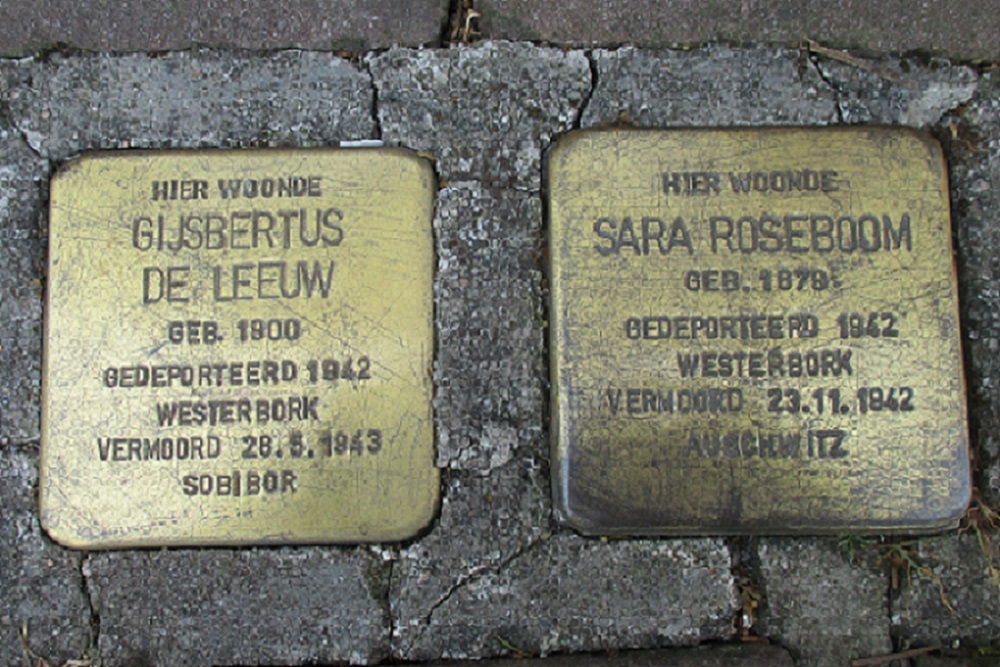 HIER WOONDE
GIJSBERTUS
DE LEEUW
GEB. 1900
GEDEPORTEERD 1942
WESTERBORK
VERMOORD 28.5.1943
SOBIBOR
HIER WOONDE
SARA ROSEBOOM
GEB. 1879
GEDEPORTEERD 1942
WESTERBORK
VERMOORD 23.11.1942
AUSCHWITZ